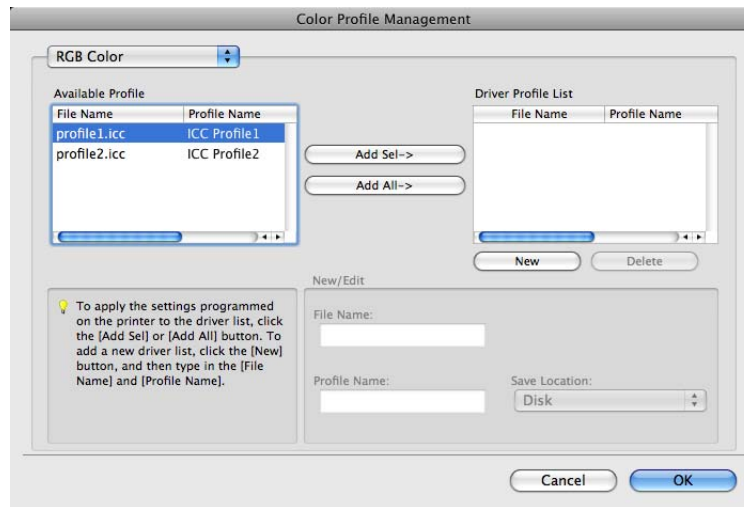 Color Profile Management
RGB Color
Available Profile
File Name Profile Name
profile1.icc ICC Profile1
profile2.icc ICC Profile2
Add Sel->
Add All->
Driver Profile List
File Name Profile Name
New Delete
To apply the settings programmed
on the printer to the driver list, click
the [Add Sel] or [Add All] button. To
add a new driver list, click the [New]
button, and then type in the [File
Name] and [Profile Name].
New/Edit
File Name:
Profile Name:
Save Location:
Disk
Cancel OK